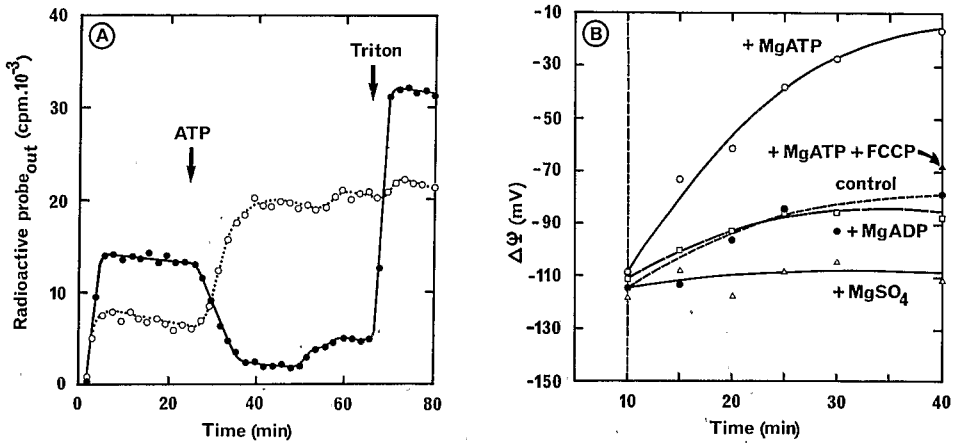 A
Radioactive probe_out (cpm.10⁻³)
40
30
20
10
0
ATP
Triton
0
20
40
60
80
Time (min)
B
ΔΨ (mV)
-10
-30
-50
-70
-90
-110
-130
-150
+ MgATP
+ MgATP + FCCP
control
+ MgADP
+ MgSO₄
10
20
30
40
Time (min)